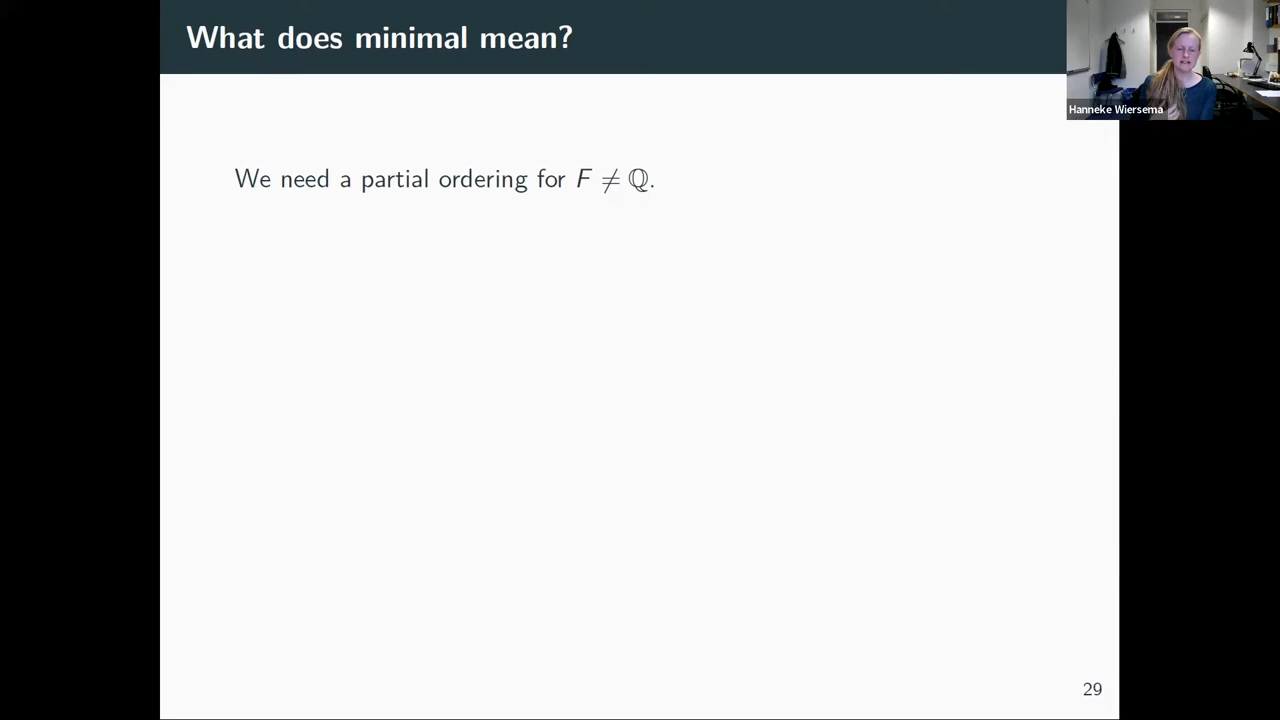 What does minimal mean?
Hanneke Wiersema
We need a partial ordering for F ≠ ℚ.
29